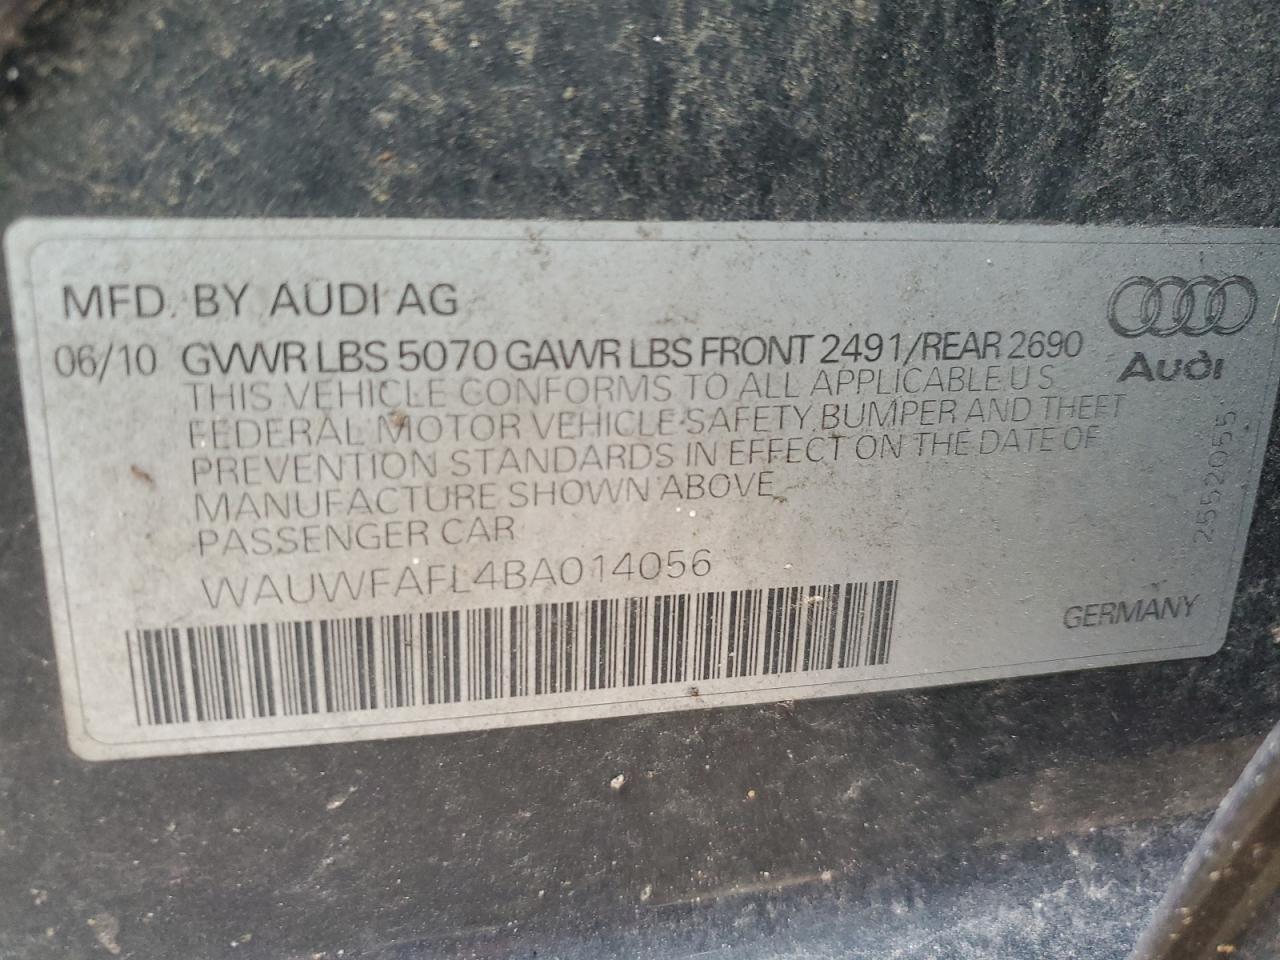 MFD. BY AUDI AG
06/10 GVWR LBS 5070 GAWR LBS FRONT 2491/REAR 2690
THIS VEHICLE CONFORMS TO ALL APPLICABLE U S
FEDERAL MOTOR VEHICLE SAFETY BUMPER AND THEFT
PREVENTION STANDARDS IN EFFECT ON THE DATE OF
MANUFACTURE SHOWN ABOVE
PASSENGER CAR
WAUWFAFL4BA014056
Audi
2552055
GERMANY